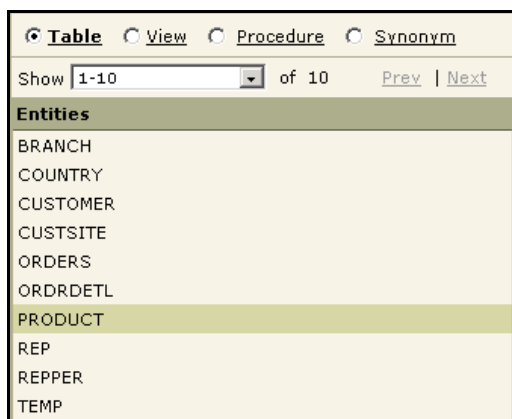 Table View Procedure Synonym
Show 1-10 of 10 Prev | Next
Entities
BRANCH
COUNTRY
CUSTOMER
CUSTSITE
ORDERS
ORDRDETL
PRODUCT
REP
REPPER
TEMP